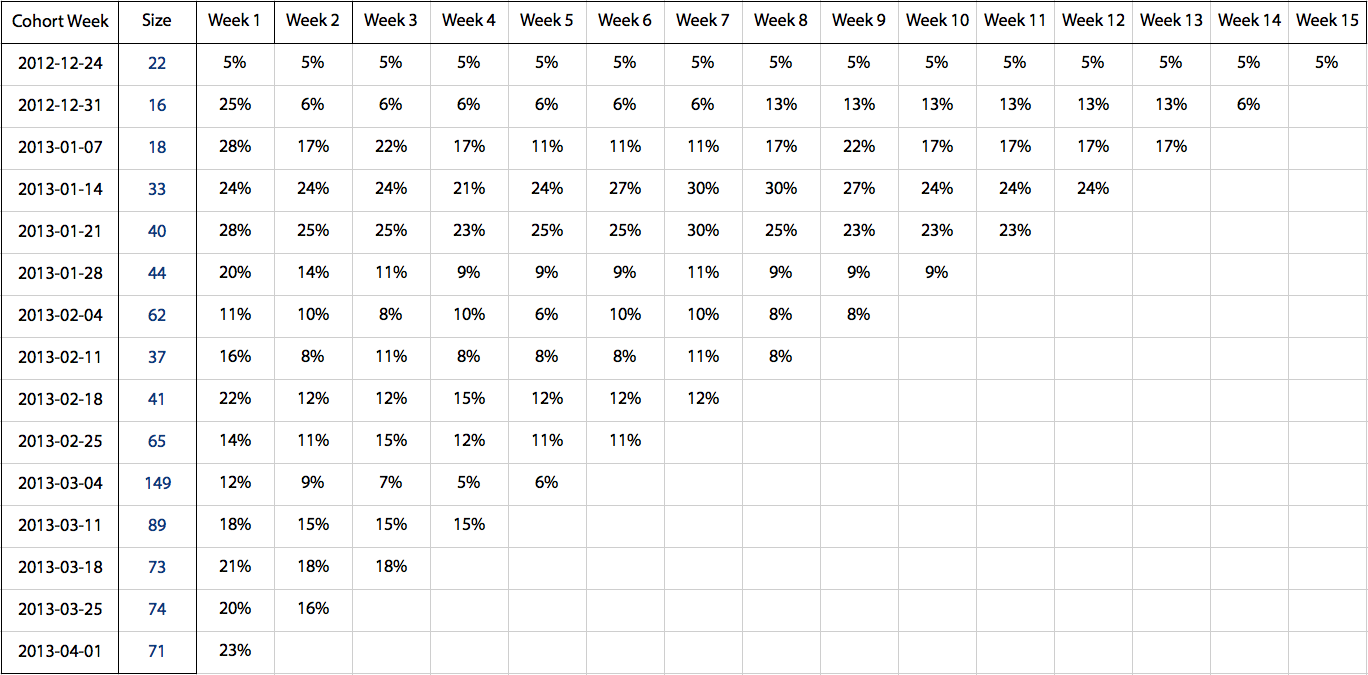 Cohort Week Size Week 1 Week 2 Week 3 Week 4 Week 5 Week 6 Week 7 Week 8 Week 9 Week 10 Week 11 Week 12 Week 13 Week 14 Week 15
2012-12-24 22 5% 5% 5% 5% 5% 5% 5% 5% 5% 5% 5% 5% 5% 5% 5%
2012-12-31 16 25% 6% 6% 6% 6% 6% 6% 13% 13% 13% 13% 13% 13% 6%
2013-01-07 18 28% 17% 22% 17% 11% 11% 11% 17% 22% 17% 17% 17% 17%
2013-01-14 33 24% 24% 24% 21% 24% 27% 30% 30% 27% 24% 24% 24%
2013-01-21 40 28% 25% 25% 23% 25% 25% 30% 25% 23% 23% 23%
2013-01-28 44 20% 14% 11% 9% 9% 9% 11% 9% 9% 9%
2013-02-04 62 11% 10% 8% 10% 6% 10% 10% 8% 8%
2013-02-11 37 16% 8% 11% 8% 8% 8% 11% 8%
2013-02-18 41 22% 12% 12% 15% 12% 12% 12%
2013-02-25 65 14% 11% 15% 12% 11% 11%
2013-03-04 149 12% 9% 7% 5% 6%
2013-03-11 89 18% 15% 15% 15%
2013-03-18 73 21% 18% 18%
2013-03-25 74 20% 16%
2013-04-01 71 23%